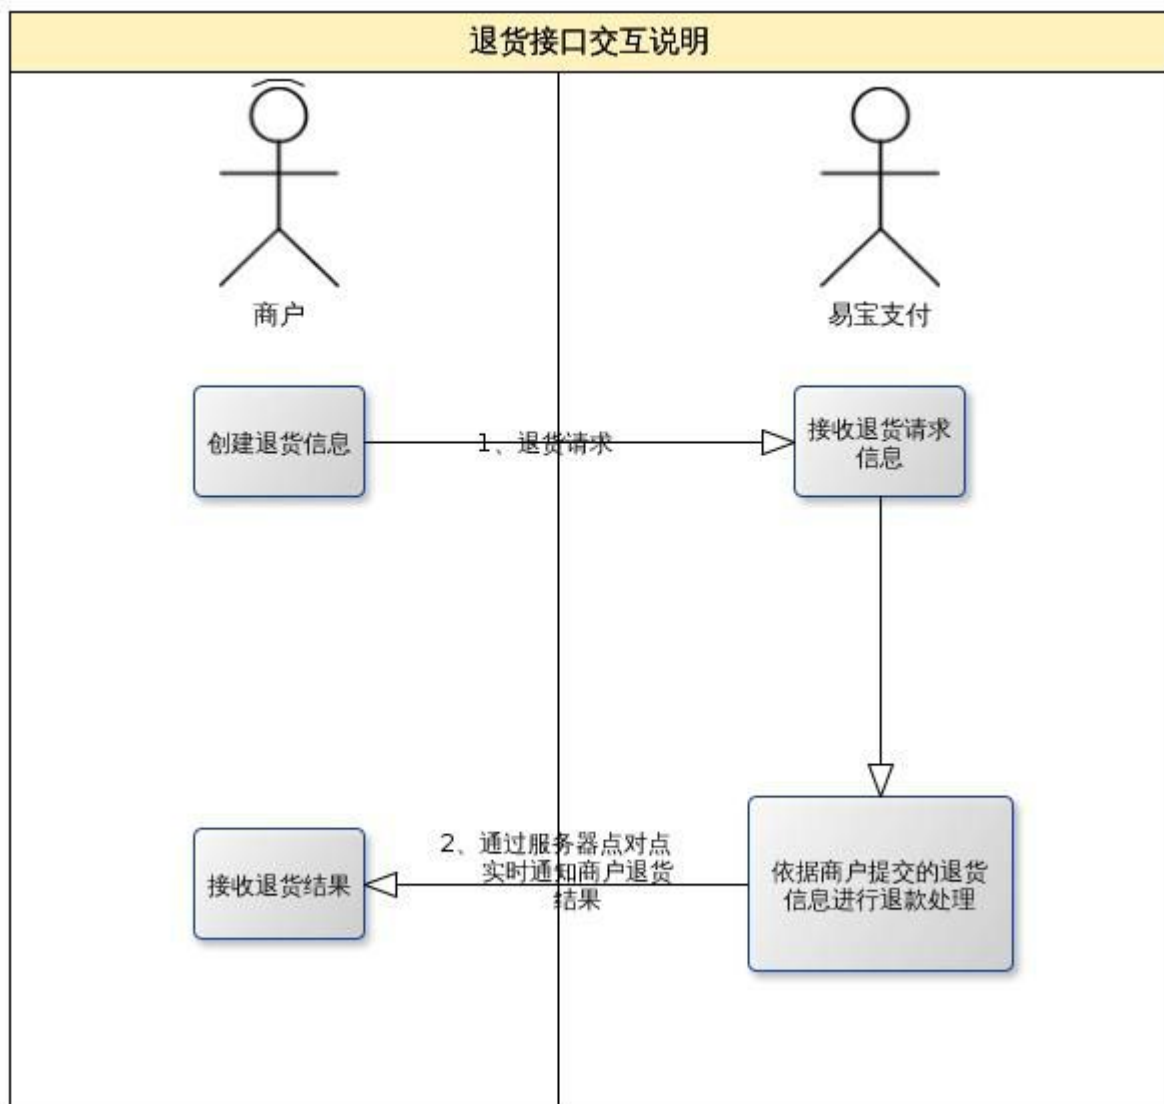 退货接口交互说明
商户
易宝支付
创建退货信息
1、退货请求
接收退货请求
信息
2、通过服务器点对点
实时通知商户退货
结果
接收退货结果
依据商户提交的退货
信息进行退款处理